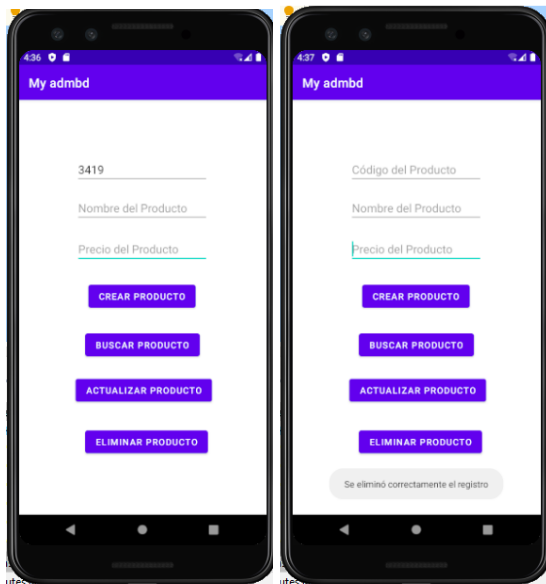 4:36
My admbd
3419
Nombre del Producto
Precio del Producto
CREAR PRODUCTO
BUSCAR PRODUCTO
ACTUALIZAR PRODUCTO
ELIMINAR PRODUCTO
utes
4:37
My admbd
Código del Producto
Nombre del Producto
Precio del Producto
CREAR PRODUCTO
BUSCAR PRODUCTO
ACTUALIZAR PRODUCTO
ELIMINAR PRODUCTO
Se eliminó correctamente el registro
utes